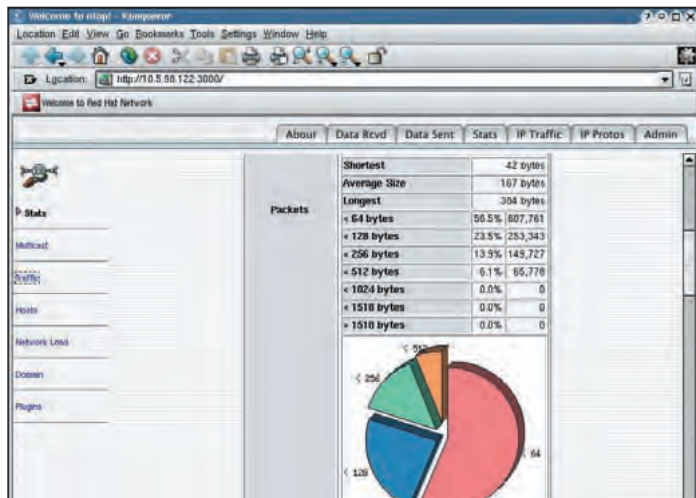 Welcome to ntop! - Konqueror
Location Edit View Go Bookmarks Tools Settings Window Help
Location: http://10.5.98.122:3000/
Welcome to Red Hat Network
About Data Rcvd Data Sent Stats IP Traffic IP Protos Admin
Stats
Multicast
Traffic
Hosts
Network Load
Domain
Plugins
Packets
Shortest 42 bytes
Average Size 167 bytes
Longest 384 bytes
< 64 bytes 56.5% 607,761
< 128 bytes 23.5% 253,343
< 256 bytes 13.9% 149,727
< 512 bytes 6.1% 65,778
< 1024 bytes 0.0% 0
< 1518 bytes 0.0% 0
> 1518 bytes 0.0% 0
< 512
< 256
< 64
< 128